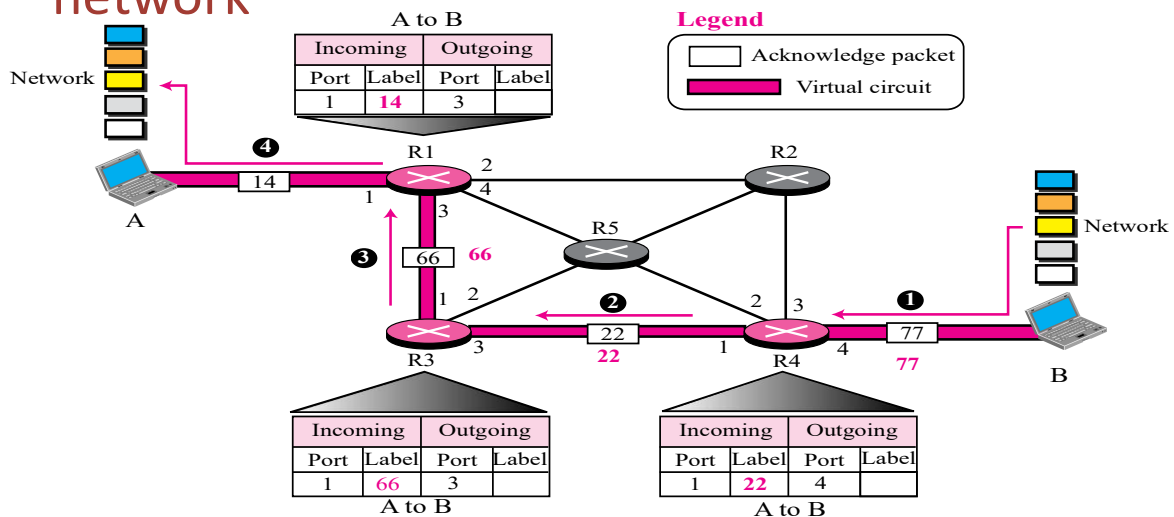 network
A to B
Incoming Outgoing
Port Label Port Label
1 14 3
Legend
Acknowledge packet
Virtual circuit
Network
4
14
A
R1
1
2
4
3
R2
R5
Network
3
66
66
1
2
3
R3
2
22
22
1
2
3
4
R4
1
77
77
B
Incoming Outgoing
Port Label Port Label
1 66 3
A to B
Incoming Outgoing
Port Label Port Label
1 22 4
A to B